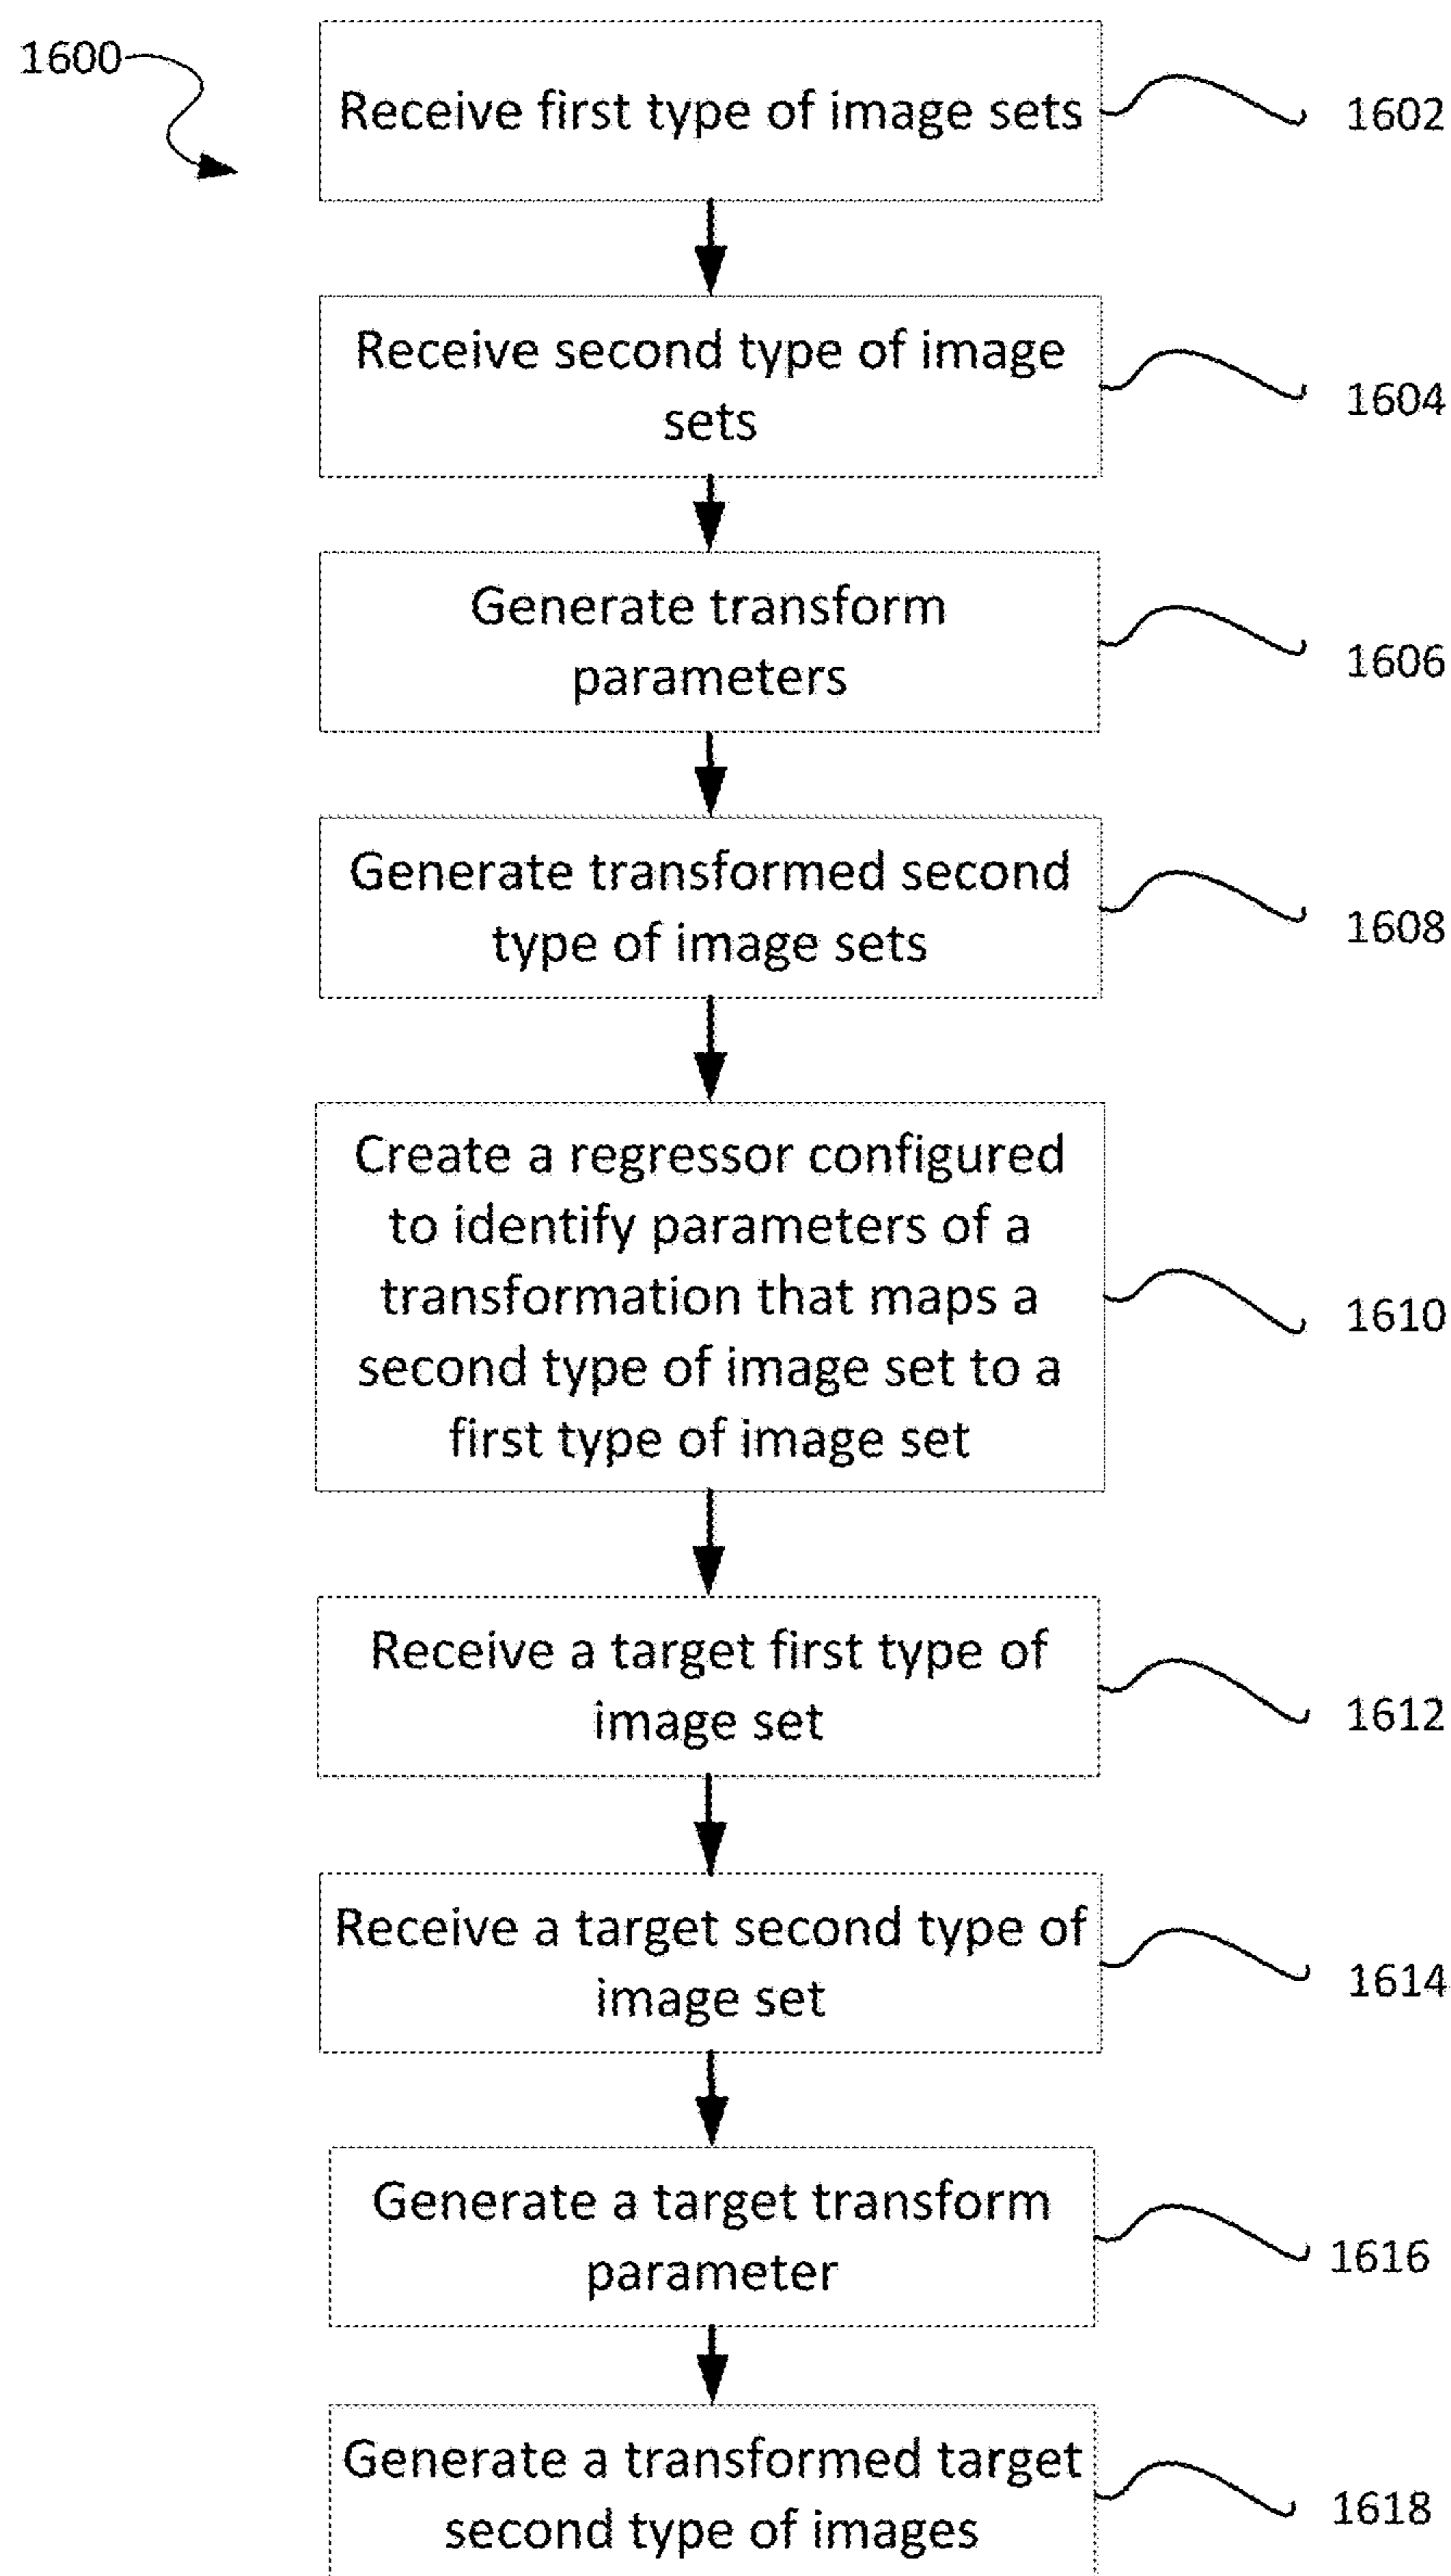 1600
Receive first type of image sets
1602
Receive second type of image
sets
1604
Generate transform
parameters
1606
Generate transformed second
type of image sets
1608
Create a regressor configured
to identify parameters of a
transformation that maps a
second type of image set to a
first type of image set
1610
Receive a target first type of
image set
1612
Receive a target second type of
image set
1614
Generate a target transform
parameter
1616
Generate a transformed target
second type of images
1618